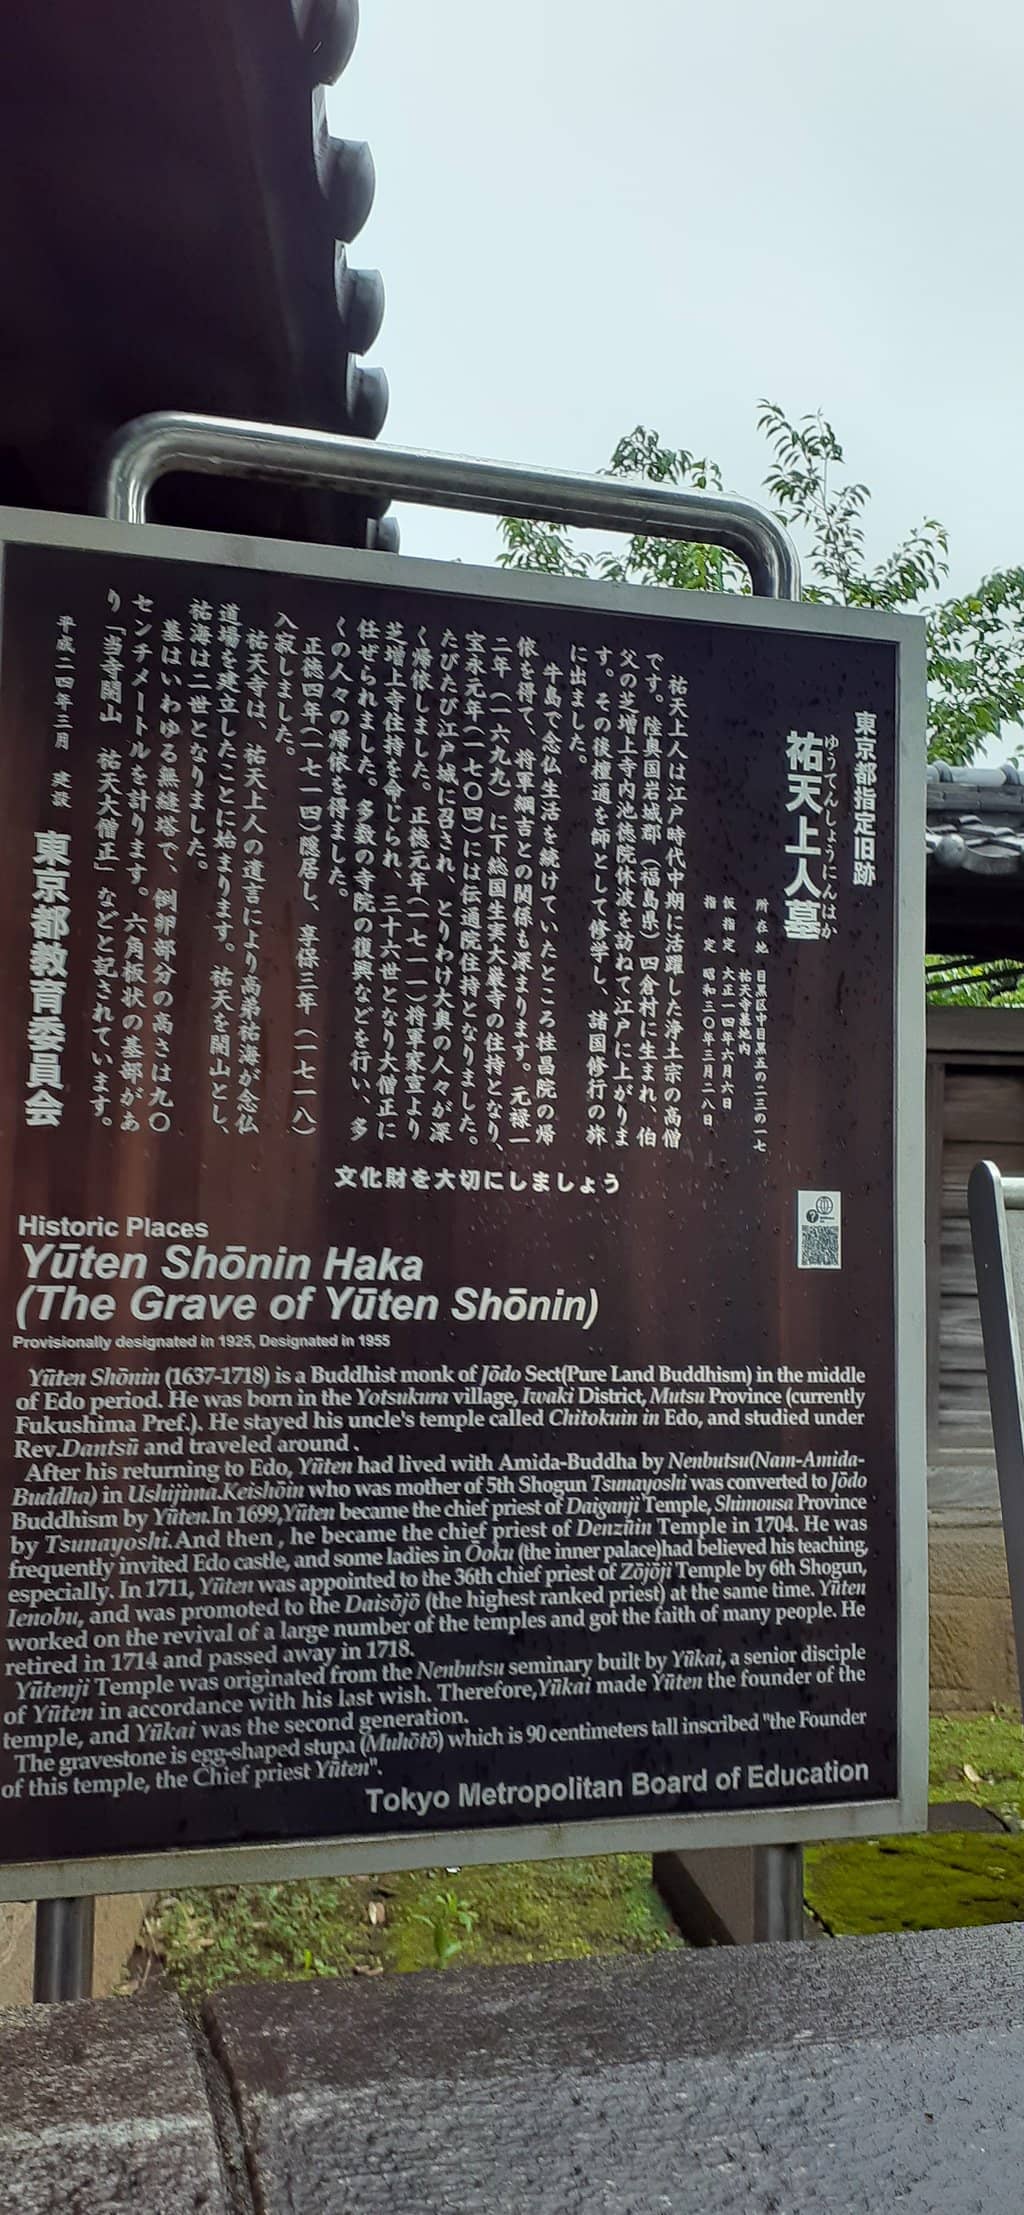 東京都指定旧跡
ゆうてんしょうにんはか
祐天上人墓
所在地 目黒区中目黒五の二三の一七
祐天寺墓地内
仮指定 大正一四年六月六日
指定 昭和三〇年三月二八日
祐天上人は江戸時代中期に活躍した浄土宗の高僧
です。陸奥国岩城郡（福島県）四倉村に生まれ、伯
父の芝増上寺内池徳院休波を訪ねて江戸に上がりま
す。その後檀通を師として修学し、諸国修行の旅
に出ました。
牛島で念仏生活を続けていたところ桂昌院の帰
依を得て、将軍綱吉との関係も深まります。元禄一
二年（一六九九）に下総国生実大巌寺の住持となり、
宝永元年（一七〇四）には伝通院住持となりました。
たびたび江戸城に召され、とりわけ大奥の人々が深
く帰依しました。正徳元年（一七一一）将軍家宣より
芝増上寺住持を命じられ、三十六世となり大僧正に
任ぜられました。多数の寺院の復興などを行い、多
くの人々の帰依を得ました。
正徳四年（一七一四）隠居し、享保三年（一七一八）
入寂しました。
祐天寺は、祐天上人の遺言により高弟祐海が念仏
道場を建立したことに始まります。祐天を開山とし、
祐海は二世となりました。
墓はいわゆる無縫塔で、倒卵部分の高さは九〇
センチメートルを計ります。六角板状の基部があ
り「当寺開山 祐天大僧正」などと記されています。
平成二四年三月 建設
東京都教育委員会
文化財を大切にしましょう
Historic Places
Yūten Shōnin Haka
(The Grave of Yūten Shōnin)
Provisionally designated in 1925, Designated in 1955
Yūten Shōnin (1637-1718) is a Buddhist monk of Jōdo Sect(Pure Land Buddhism) in the middle
of Edo period. He was born in the Yotsukura village, Iwaki District, Mutsu Province (currently
Fukushima Pref.). He stayed his uncle's temple called Chitokuin in Edo, and studied under
Rev.Dantsū and traveled around .
After his returning to Edo, Yūten had lived with Amida-Buddha by Nenbutsu(Nam-Amida-
Buddha) in Ushijima.Keishōin who was mother of 5th Shogun Tsunayoshi was converted to Jōdo
Buddhism by Yūten.In 1699,Yūten became the chief priest of Daiganji Temple, Shimousa Province
by Tsunayoshi.And then , he became the chief priest of Denzūin Temple in 1704. He was
frequently invited Edo castle, and some ladies in Ōoku (the inner palace)had believed his teaching,
especially. In 1711, Yūten was appointed to the 36th chief priest of Zōjōji Temple by 6th Shogun,
Ienobu, and was promoted to the Daisōjō (the highest ranked priest) at the same time. Yūten
worked on the revival of a large number of the temples and got the faith of many people. He
retired in 1714 and passed away in 1718.
Yūtenji Temple was originated from the Nenbutsu seminary built by Yūkai, a senior disciple
of Yūten in accordance with his last wish. Therefore,Yūkai made Yūten the founder of the
temple, and Yūkai was the second generation.
The gravestone is egg-shaped stupa (Muhōtō) which is 90 centimeters tall inscribed "the Founder
of this temple, the Chief priest Yūten".
Tokyo Metropolitan Board of Education